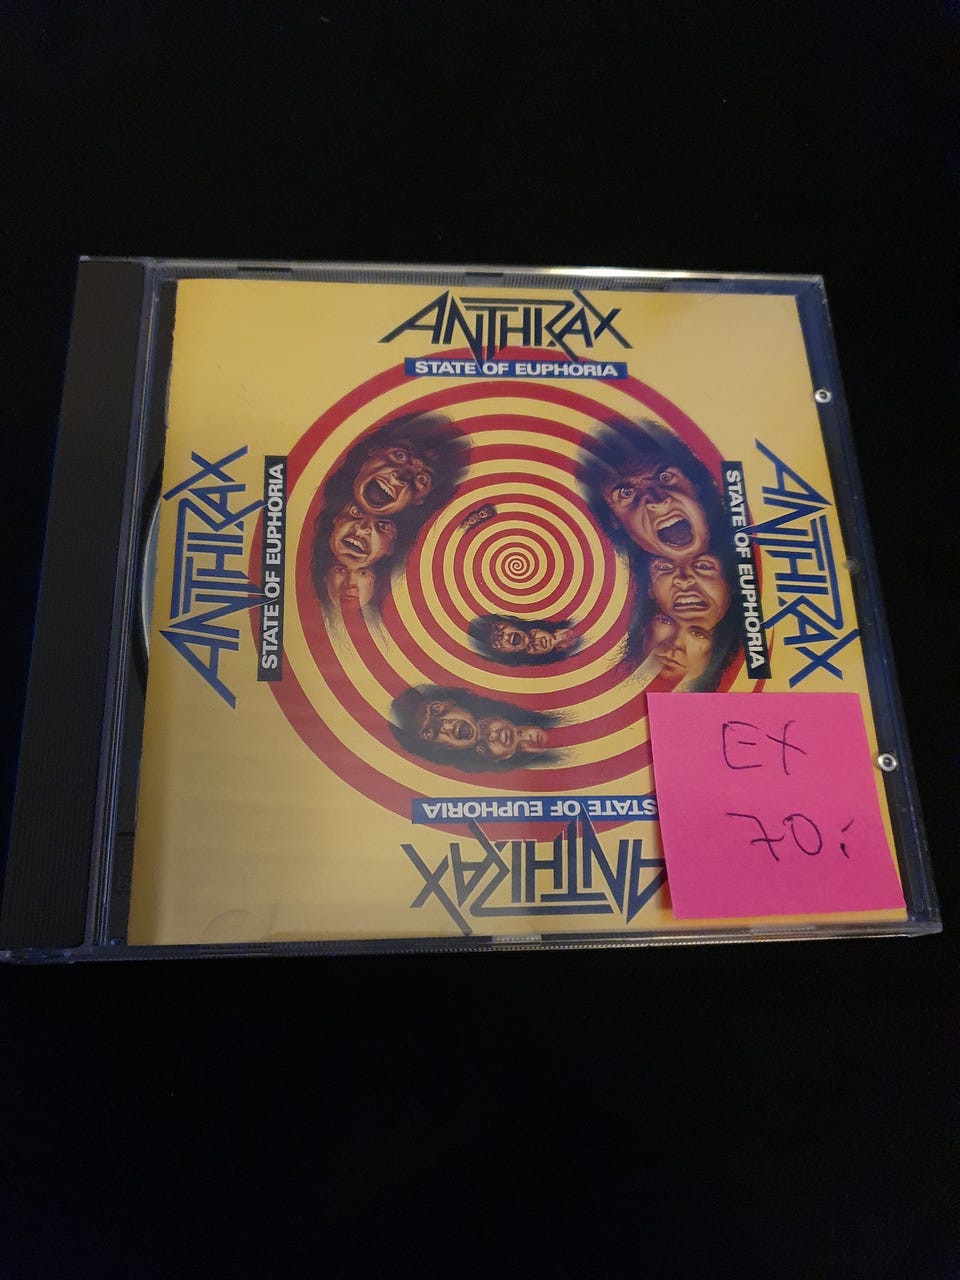 ANTHRAX
STATE OF EUPHORIA
ANTHRAX
STATE OF EUPHORIA
STATE OF EUPHORIA
ANTHRAX
STATE OF EUPHORIA
ANTHRAX
EX
70: